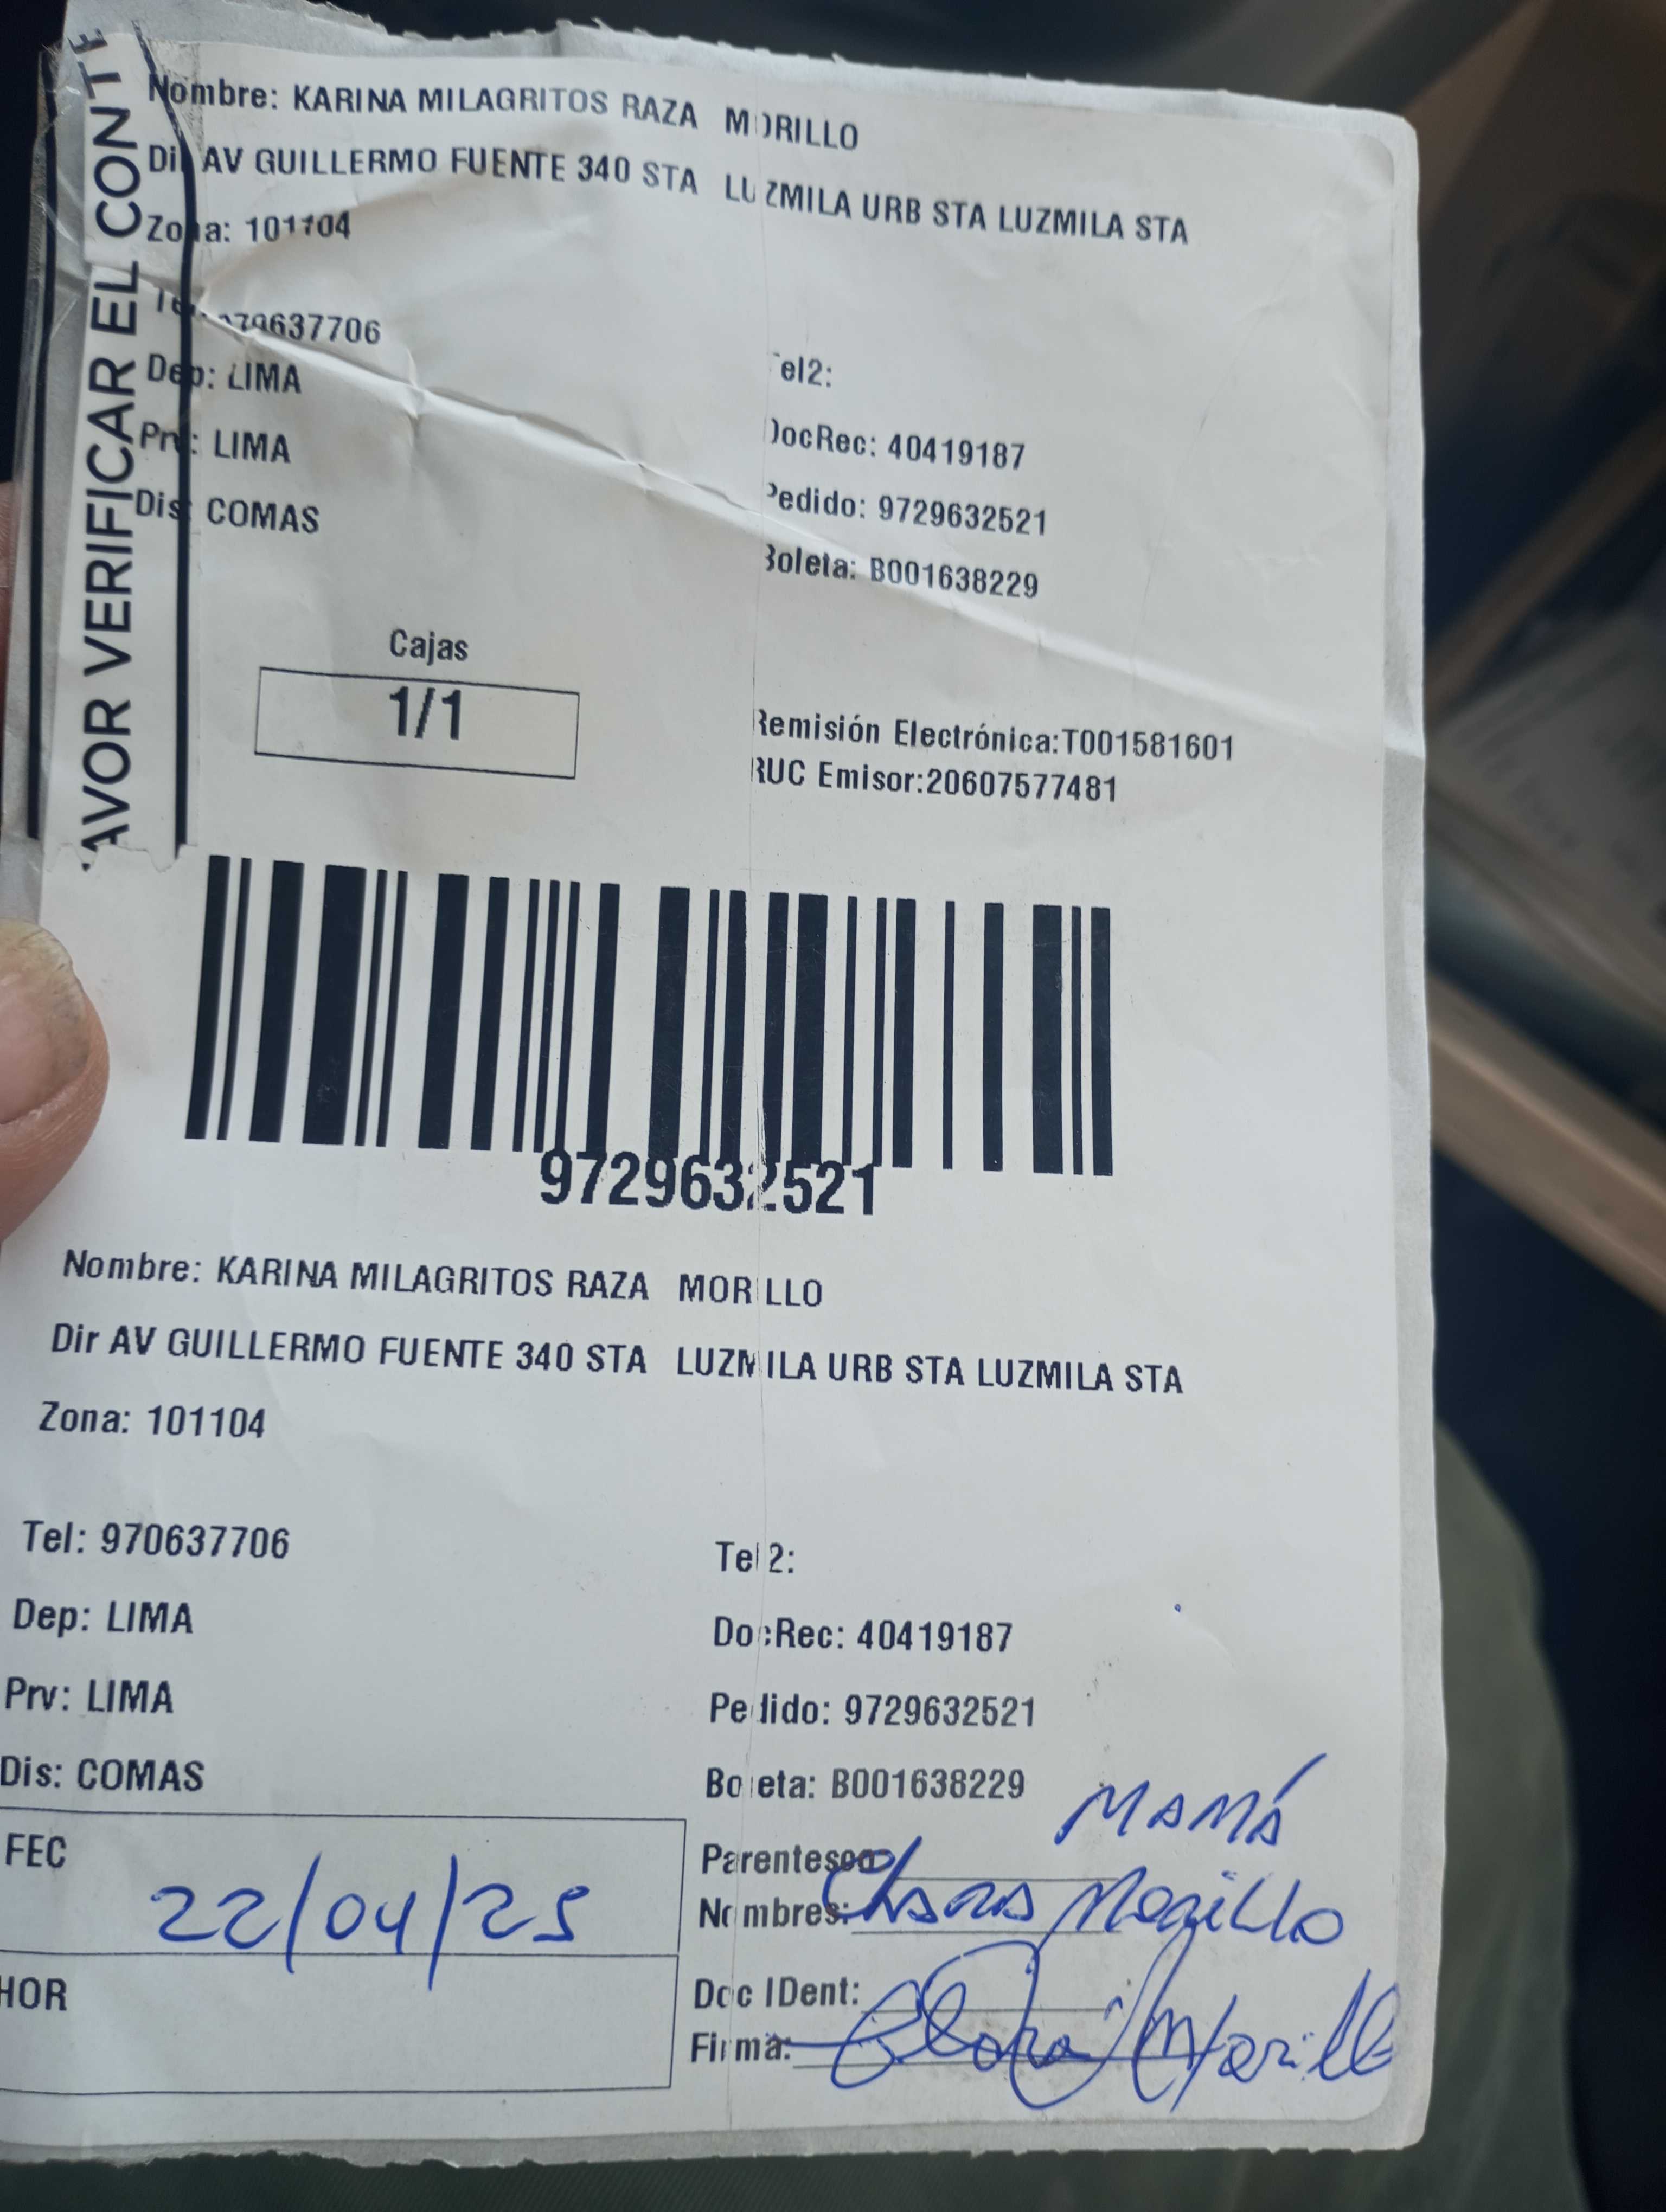 AVOR VERIFICAR EL CONTE
Nombre: KARINA MILAGRITOS RAZA MORILLO
Dir AV GUILLERMO FUENTE 340 STA LUZMILA URB STA LUZMILA STA
Zona: 101104
79637706
Tel2:
Dep: LIMA
DocRec: 40419187
Prv: LIMA
Pedido: 9729632521
Dis: COMAS
Boleta: B001638229
Cajas
1/1
Remisión Electrónica:T001581601
RUC Emisor:20607577481
9729632521
Nombre: KARINA MILAGRITOS RAZA MORILLO
Dir AV GUILLERMO FUENTE 340 STA LUZMILA URB STA LUZMILA STA
Zona: 101104
Tel: 970637706
Tel2:
Dep: LIMA
DocRec: 40419187
Prv: LIMA
Pedido: 9729632521
Dis: COMAS
Boleta: B001638229
FEC
22/04/25
Parentesco: MAMÁ
Nombres: Morillo
HOR
Doc IDent:
Firma: